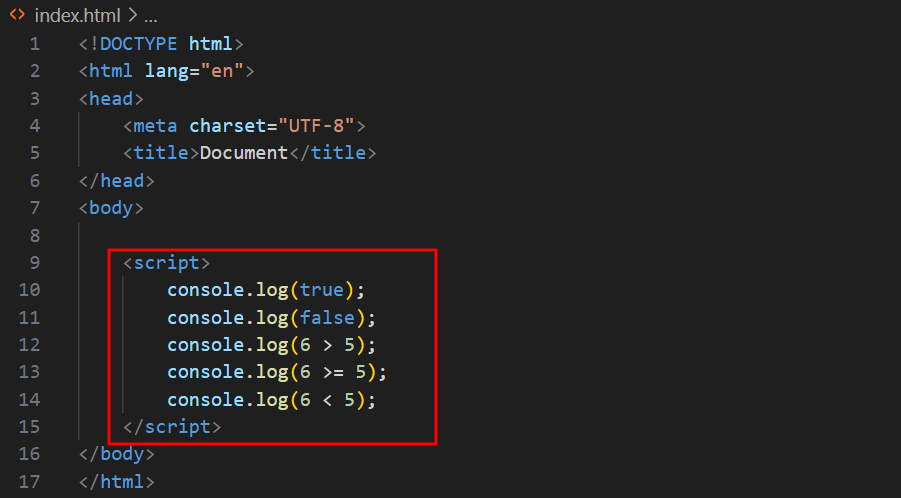 index.html > ...
1 <!DOCTYPE html>
2 <html lang="en">
3 <head>
4     <meta charset="UTF-8">
5     <title>Document</title>
6 </head>
7 <body>
8
9     <script>
10         console.log(true);
11         console.log(false);
12         console.log(6 > 5);
13         console.log(6 >= 5);
14         console.log(6 < 5);
15     </script>
16 </body>
17 </html>